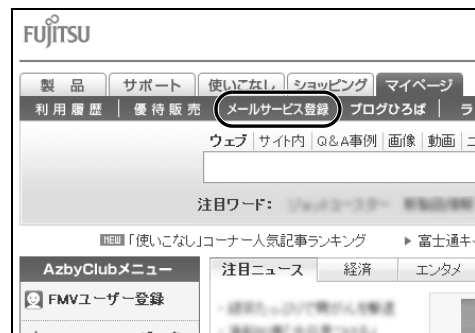 FUJITSU
製品 サポート 使いこなし ショッピング マイページ
利用履歴 優待販売 メールサービス登録 ブログひろば ラ
ウェブ サイト内 Q&A事例 画像 動画
注目ワード:
NEW 「使いこなし」コーナー人気記事ランキング ▶ 富士通キ
AzbyClubメニュー 注目ニュース 経済 エンタメ
FMVユーザー登録